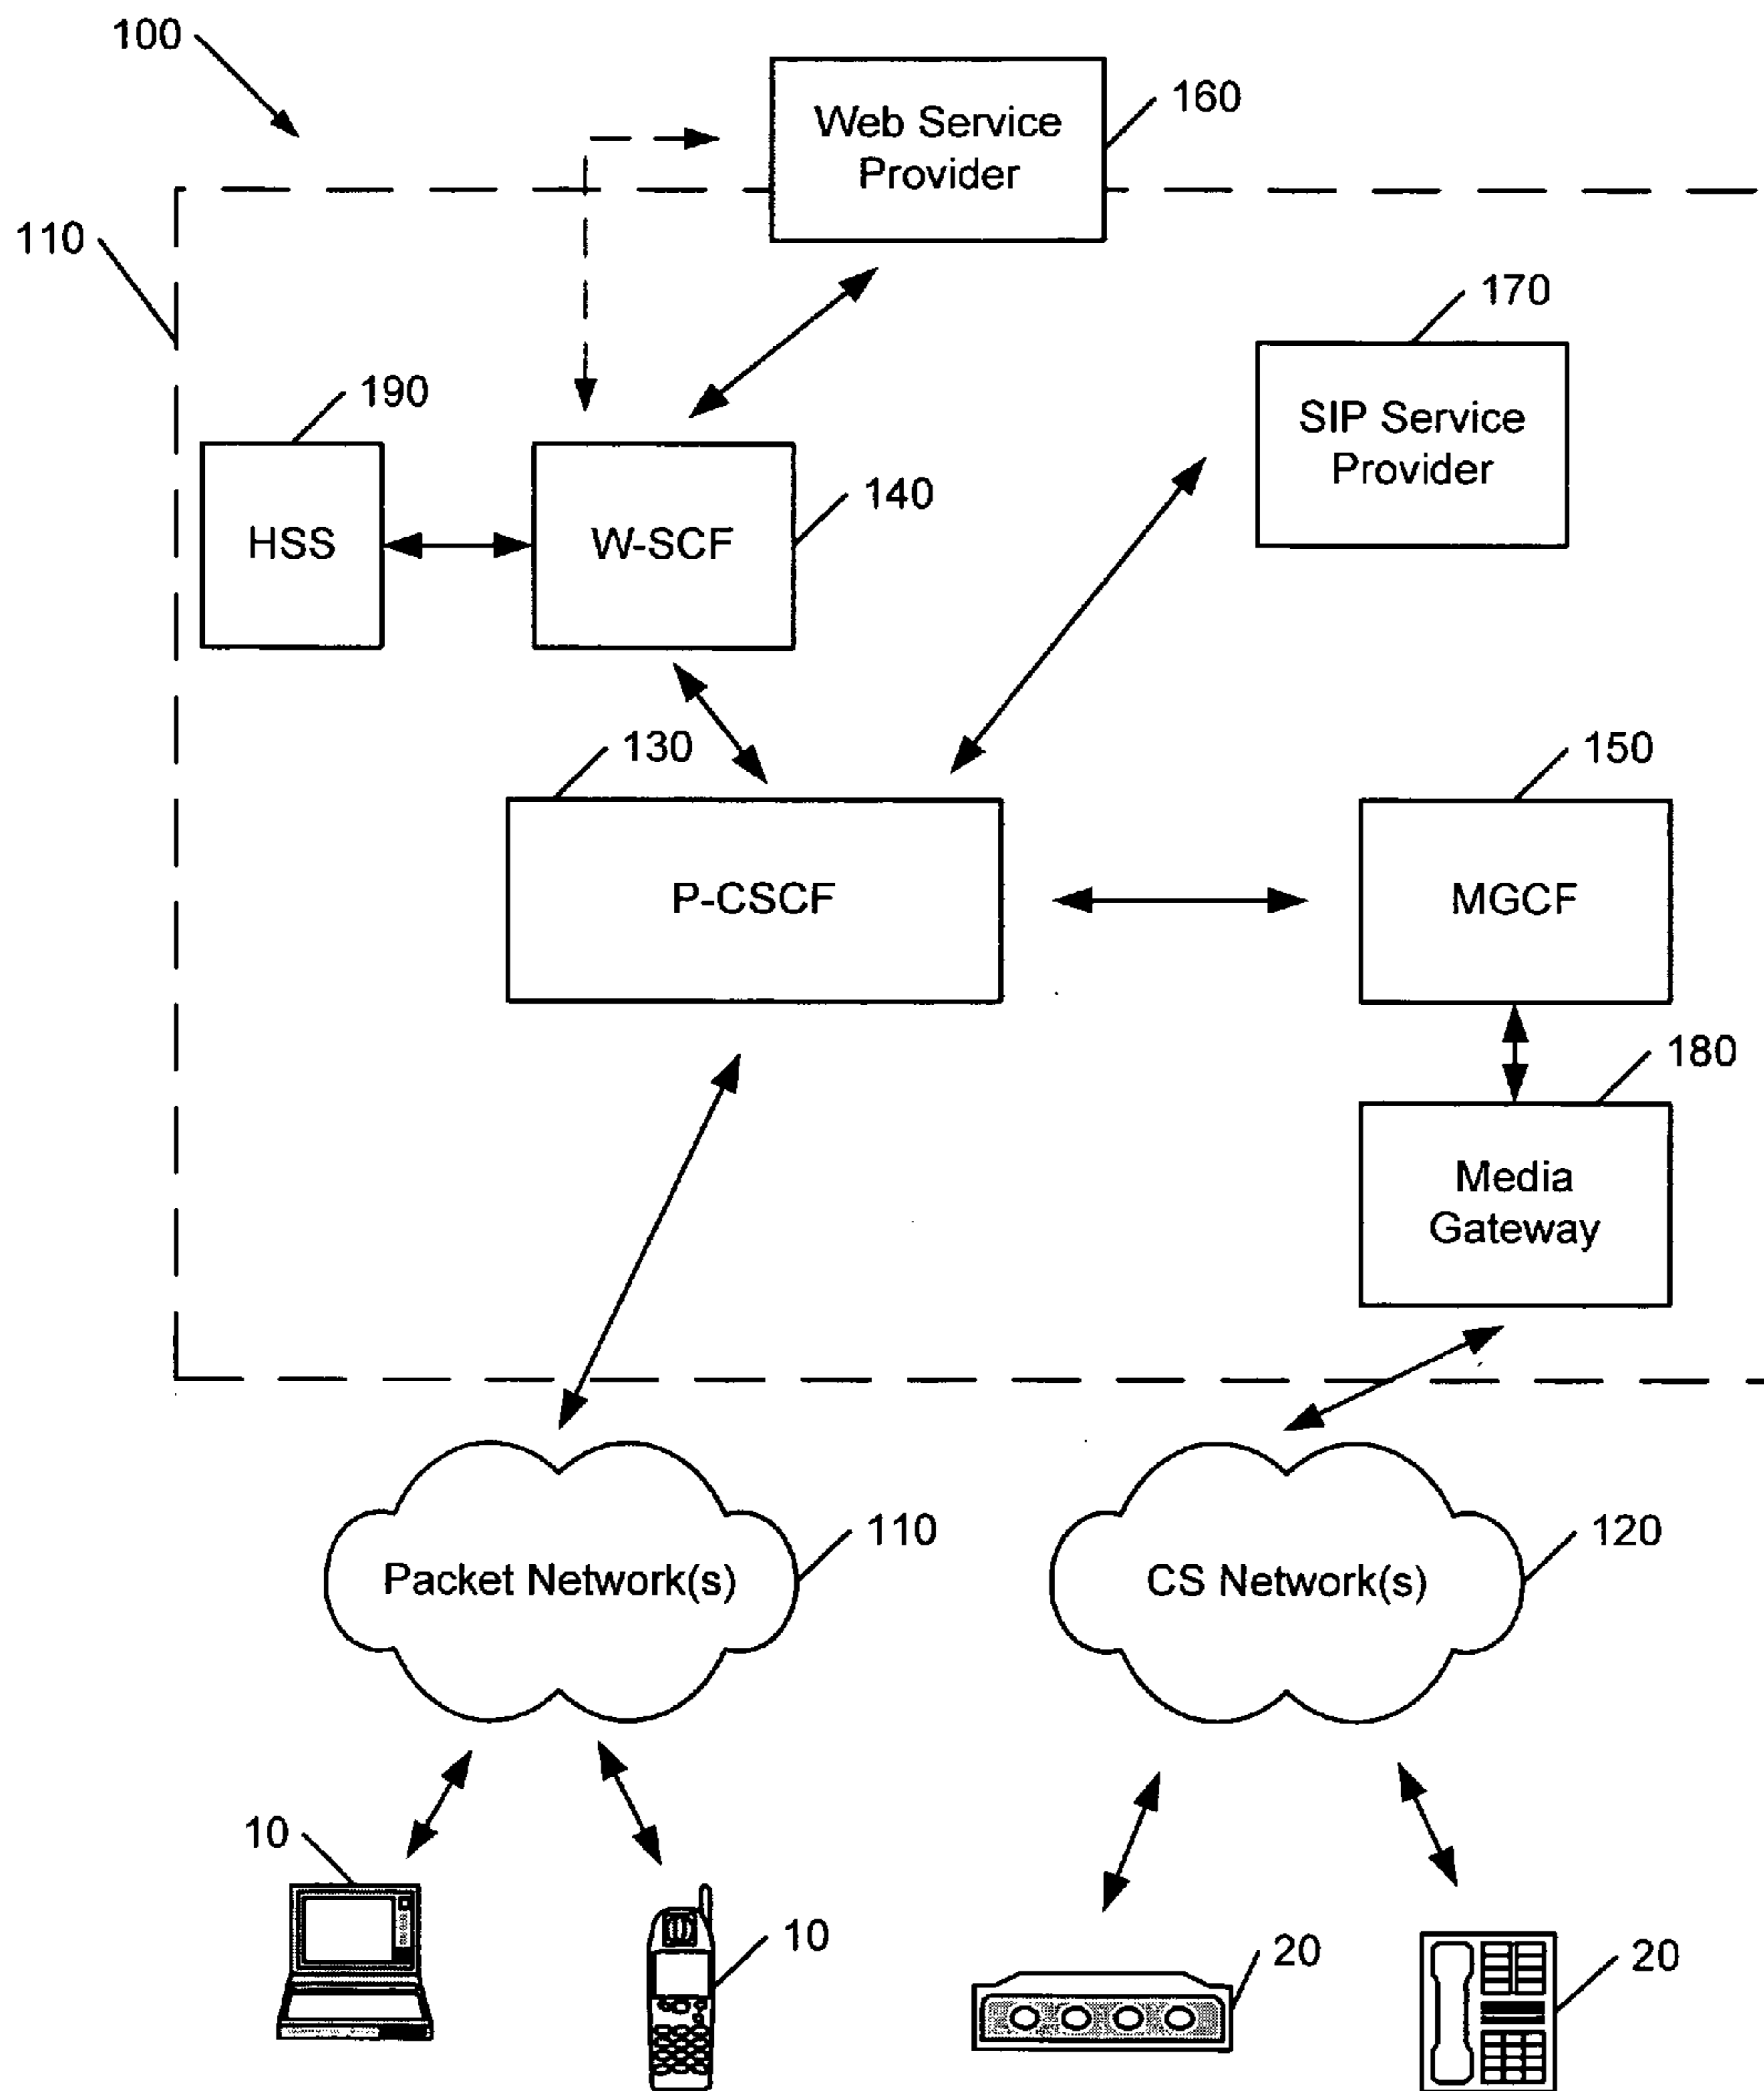 100
160
Web Service
Provider
110
170
190
SIP Service
Provider
140
HSS
W-SCF
130
150
P-CSCF
MGCF
180
Media
Gateway
110
120
Packet Network(s)
CS Network(s)
10
10
20
20